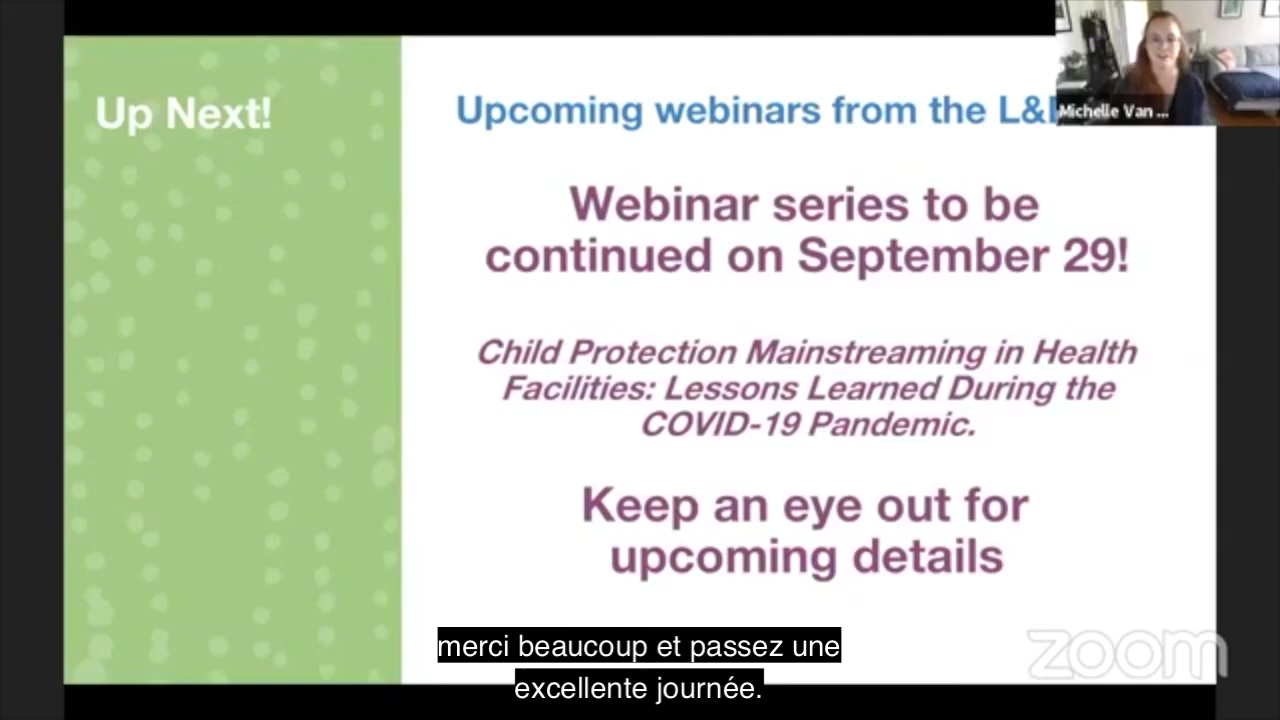 Up Next!
Upcoming webinars from the L&
Michelle Van ...
Webinar series to be
continued on September 29!
Child Protection Mainstreaming in Health
Facilities: Lessons Learned During the
COVID-19 Pandemic.
Keep an eye out for
upcoming details
merci beaucoup et passez une
excellente journée.
zoom